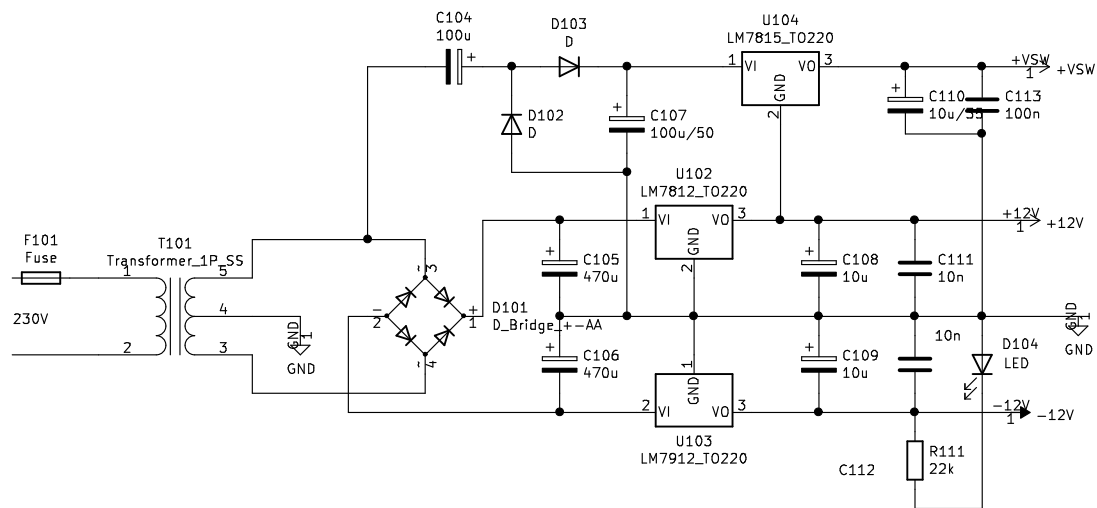 C104
100u
+
D103
D
U104
LM7815_TO220
1 VI VO 3
GND
2
+VSW
1
+VSW
D102
D
+
C107
100u/50
+
C110
10u/35
C113
100n
U102
LM7812_TO220
1 VI VO 3
GND
2
+12V
1
+12V
F101
Fuse
T101
Transformer_1P_SS
1
5
230V
4
2
3
GND
1
GND
~
3
-
2
+
1
~
4
D101
D_Bridge_+-AA
+
C105
470u
+
C108
10u
C111
10n
GND
1
GND
+
C106
470u
+
C109
10u
10n
D104
LED
1
GND
2 VI VO 3
U103
LM7912_TO220
-12V
1
-12V
C112
R111
22k